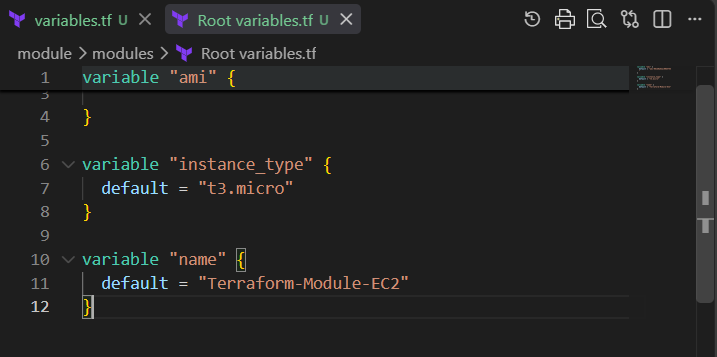 variables.tf U
Root variables.tf U
module > modules > Root variables.tf
1 variable "ami" {
3
4 }
5
6 variable "instance_type" {
7 default = "t3.micro"
8 }
9
10 variable "name" {
11 default = "Terraform-Module-EC2"
12 }